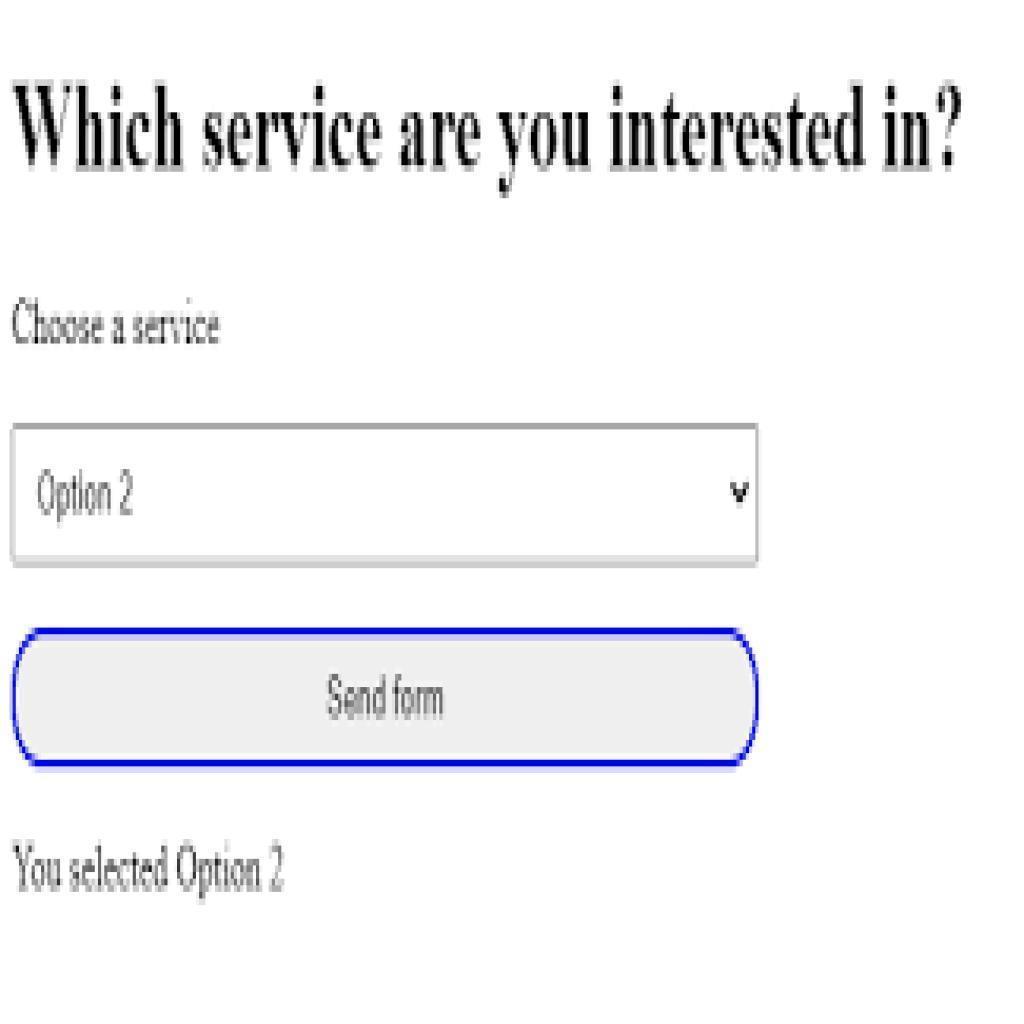 Which service are you interested in?
Choose a service
Option 2
Send form
You selected Option 2